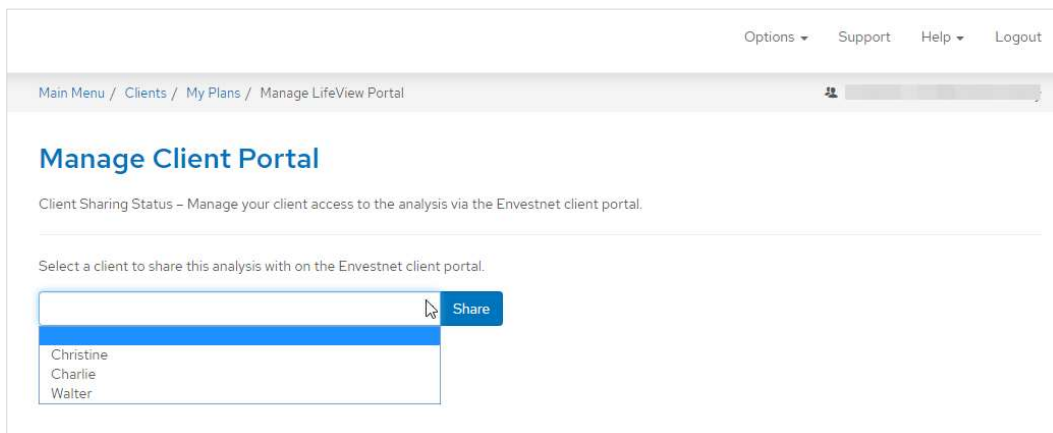 Options Support Help Logout
Main Menu / Clients / My Plans / Manage LifeView Portal
Manage Client Portal
Client Sharing Status – Manage your client access to the analysis via the Envestnet client portal.
Select a client to share this analysis with on the Envestnet client portal.
Share
Christine
Charlie
Walter